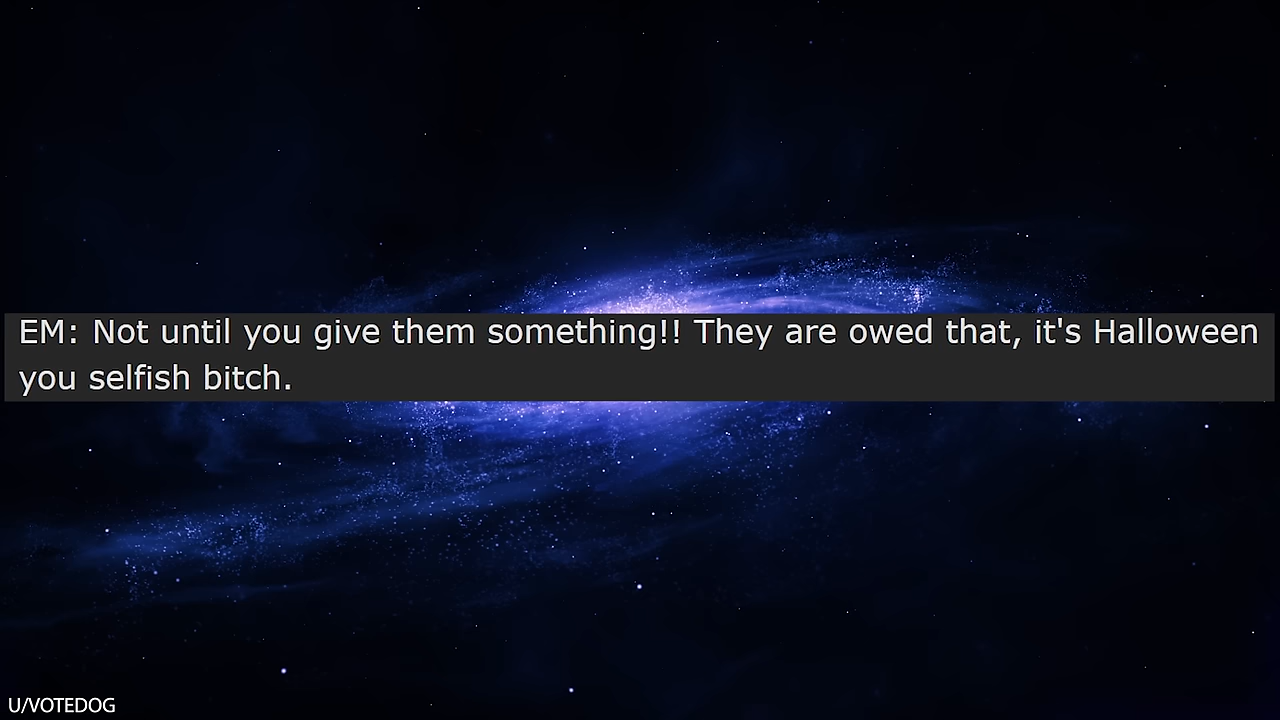 EM: Not until you give them something!! They are owed that, it's Halloween
you selfish bitch.
U/VOTEDOG